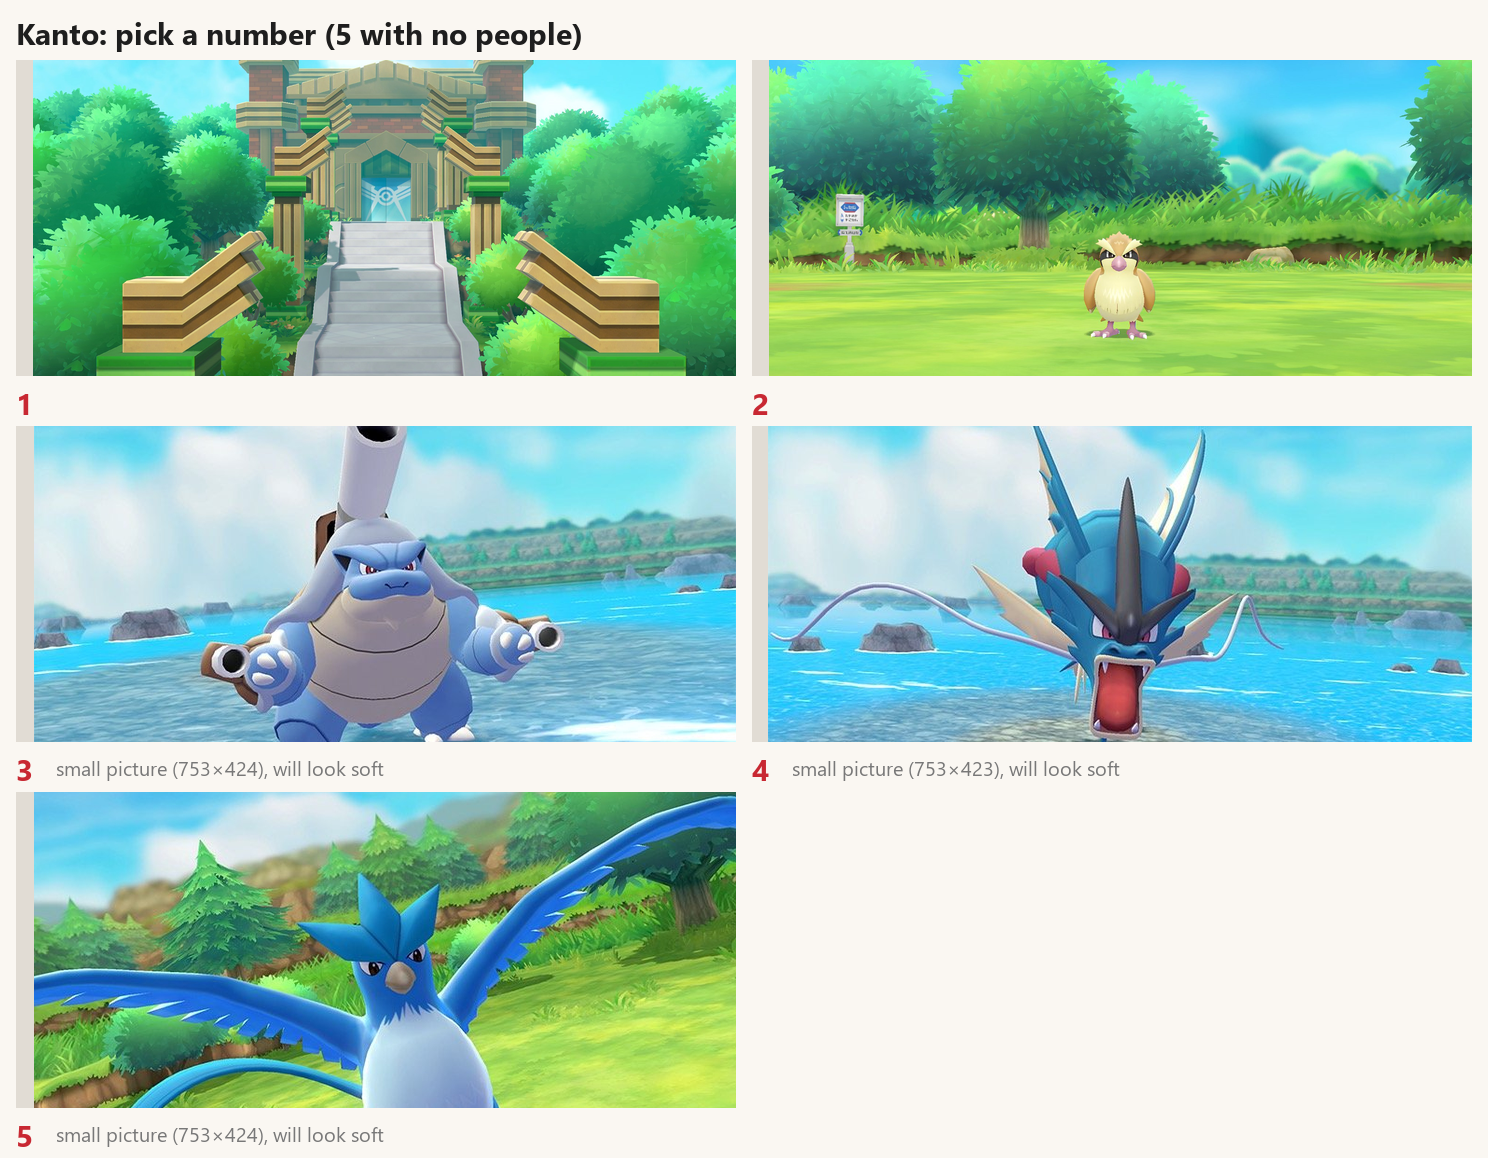 Kanto: pick a number (5 with no people)
1
2
3 small picture (753×424), will look soft
4 small picture (753×423), will look soft
5 small picture (753×424), will look soft